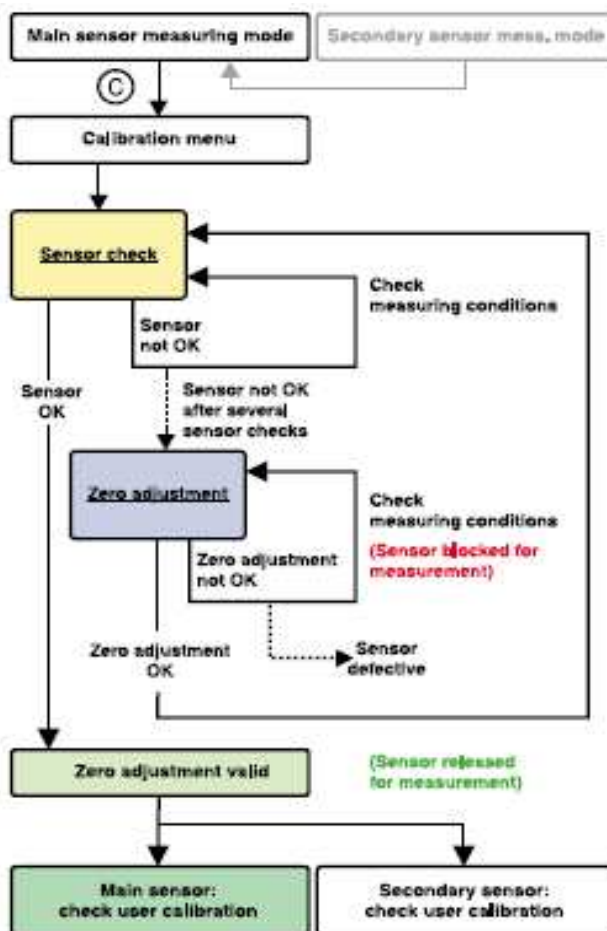 Main sensor measuring mode
Secondary sensor mess. mode
C
Calibration menu
Sensor check
Check
measuring conditions
Sensor
not OK
Sensor
OK
Sensor not OK
after several
sensor checks
Zero adjustment
Check
measuring conditions
(Sensor blocked for
measurement)
Zero adjustment
not OK
Zero adjustment
OK
Sensor
defective
Zero adjustment valid
(Sensor released
for measurement)
Main sensor:
check user calibration
Secondary sensor:
check user calibration